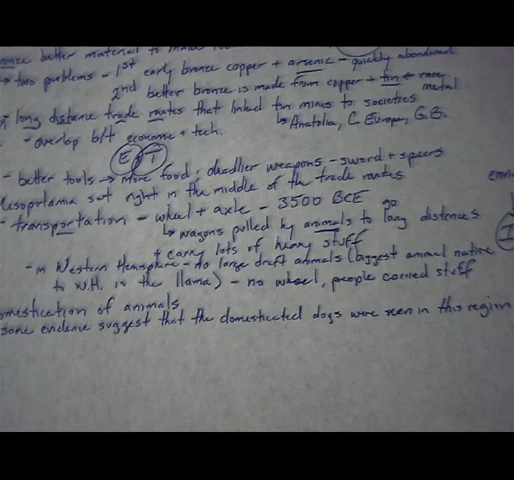 bronze better material to make too
→ two problems - 1st early bronze copper + arsenic - quickly abandoned
2nd better bronze is made from copper + tin ← rare metal
long distance trade routes that linked tin mines to societies
↳ Anatolia, C. Europe, G.B.
- overlap b/t economic + tech.
E T
- better tools → more food; deadlier weapons - sword + spears
Mesopotamia sat right in the middle of the trade routes
- transportation - wheel + axle - 3500 BCE
↳ wagons pulled by animals to go long distances
+ carry lots of heavy stuff
- in Western Hemisphere - no large draft animals (biggest animal native
to W.H. is the llama) - no wheel, people carried stuff
omestication of animals
some evidence suggest that the domesticated dogs were seen in this region
I